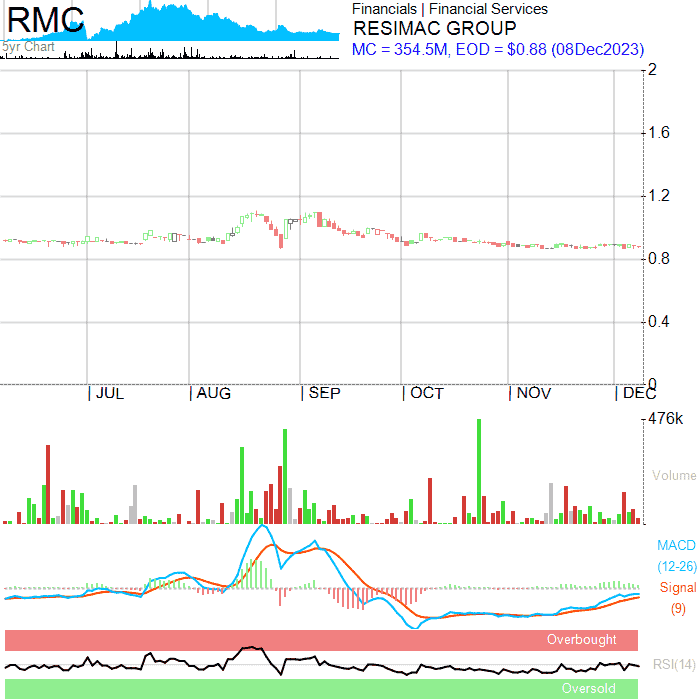 RMC
5yr Chart
Financials | Financial Services
RESIMAC GROUP
MC = 354.5M, EOD = $0.88 (08Dec2023)
2
1.6
1.2
0.8
0.4
0
JUL
AUG
SEP
OCT
NOV
DEC
476k
Volume
MACD
(12-26)
Signal
(9)
Overbought
RSI(14)
Oversold